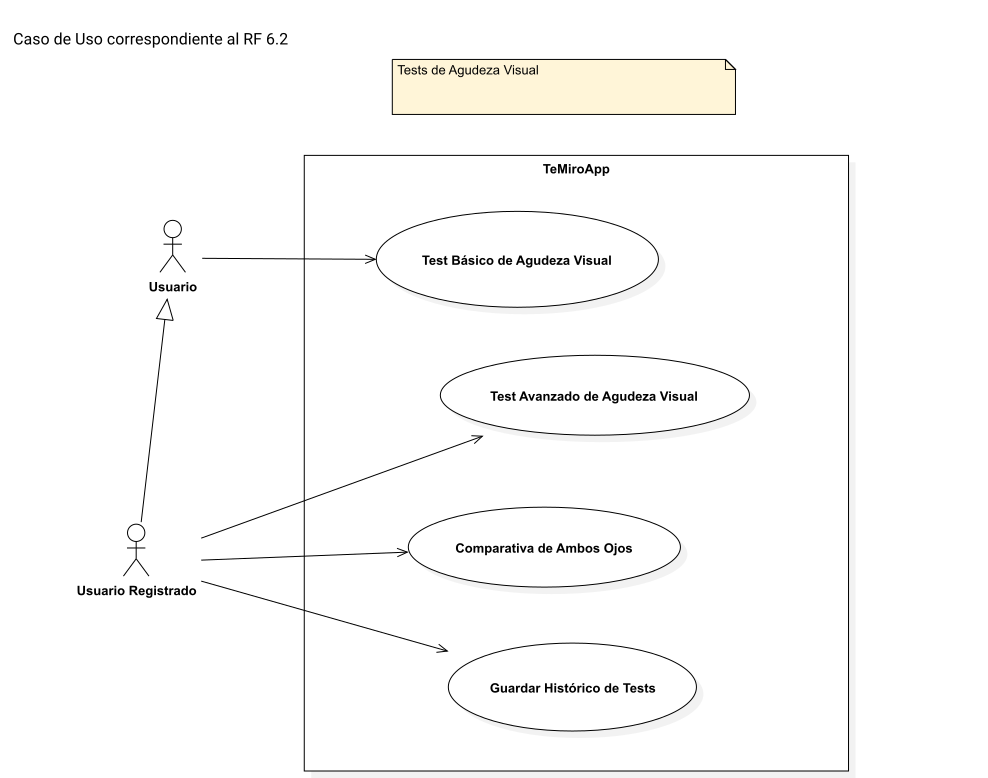 Caso de Uso correspondiente al RF 6.2
Tests de Agudeza Visual
TeMiroApp
Test Básico de Agudeza Visual
Usuario
Test Avanzado de Agudeza Visual
Comparativa de Ambos Ojos
Usuario Registrado
Guardar Histórico de Tests